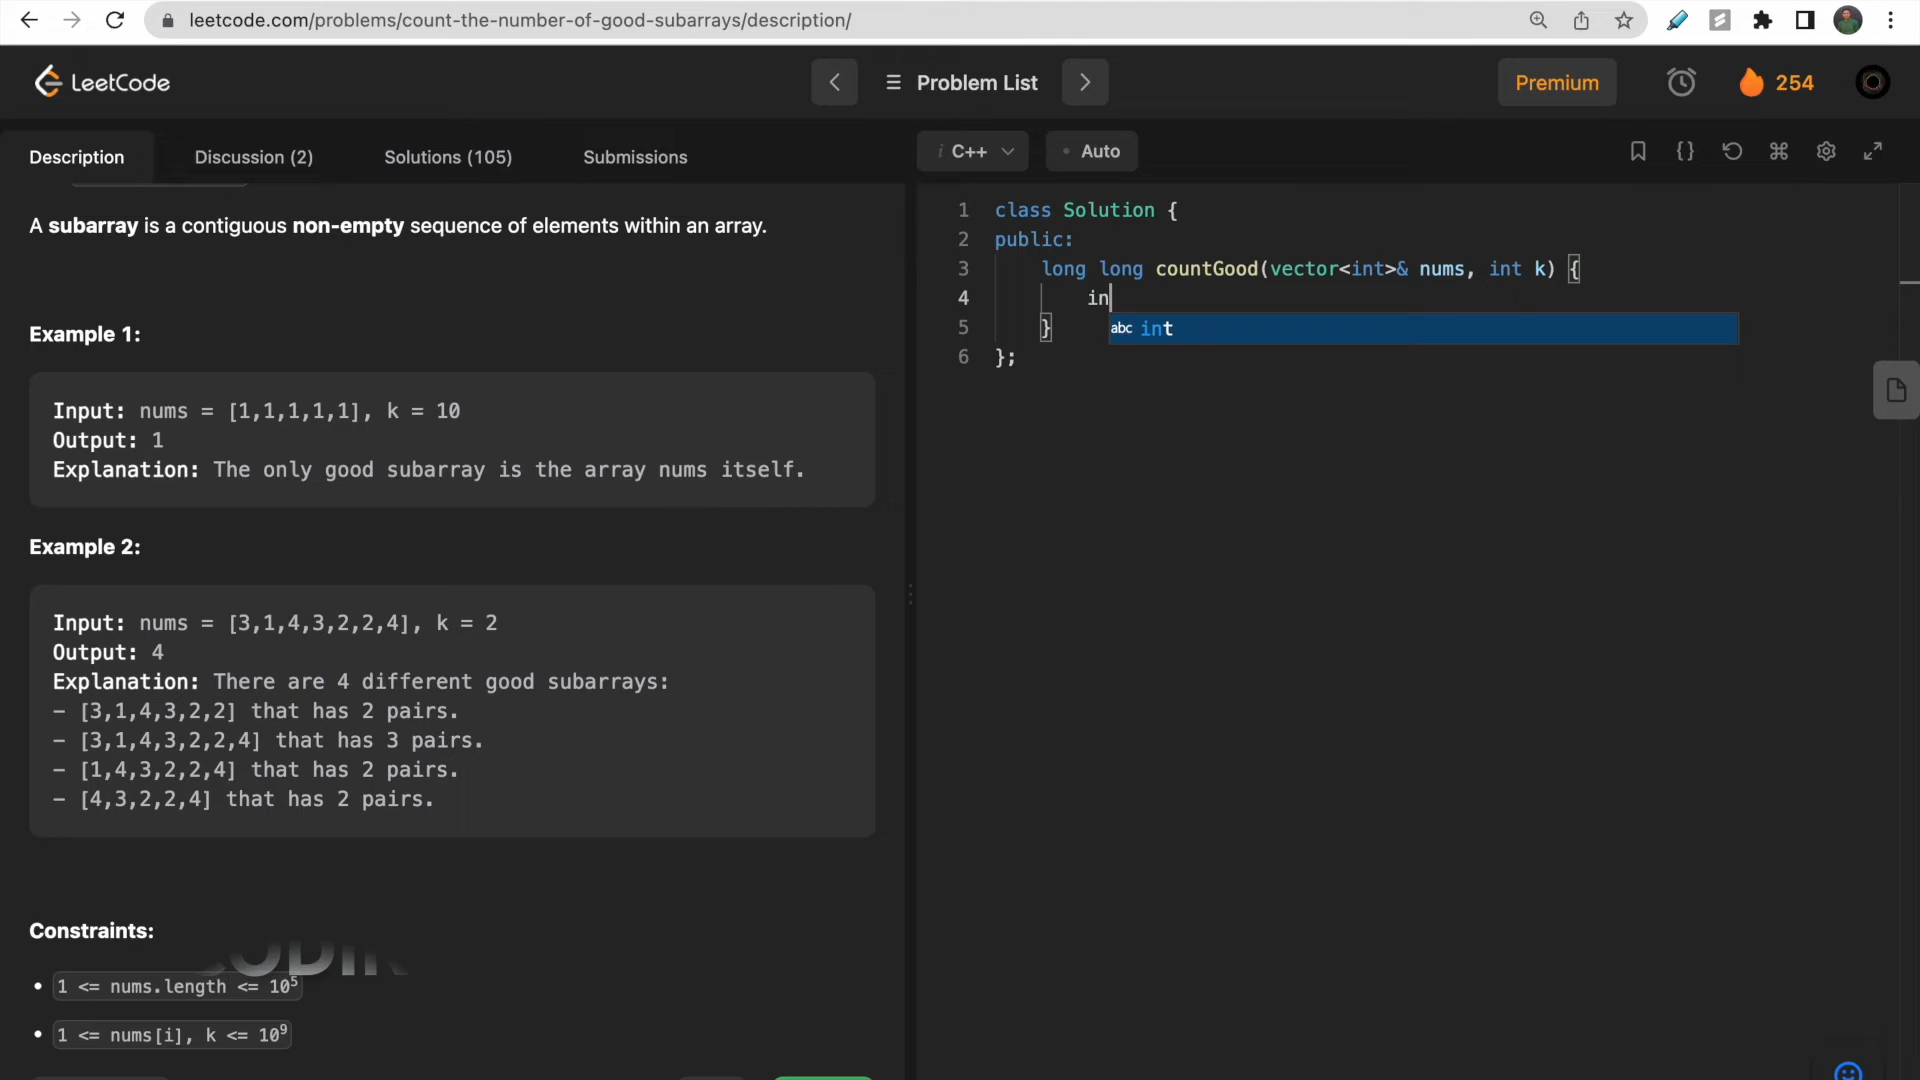 leetcode.com/problems/count-the-number-of-good-subarrays/description/
LeetCode
Problem List
Premium
254
Description
Discussion (2)
Solutions (105)
Submissions
i C++
• Auto
{}
A subarray is a contiguous non-empty sequence of elements within an array.
Example 1:
Input: nums = [1,1,1,1,1], k = 10
Output: 1
Explanation: The only good subarray is the array nums itself.
Example 2:
Input: nums = [3,1,4,3,2,2,4], k = 2
Output: 4
Explanation: There are 4 different good subarrays:
- [3,1,4,3,2,2] that has 2 pairs.
- [3,1,4,3,2,2,4] that has 3 pairs.
- [1,4,3,2,2,4] that has 2 pairs.
- [4,3,2,2,4] that has 2 pairs.
Constraints:
• 1 <= nums.length <= 10⁵
• 1 <= nums[i], k <= 10⁹
1 class Solution {
2 public:
3 long long countGood(vector<int>& nums, int k) {
4 in
abc int
5 }
6 };